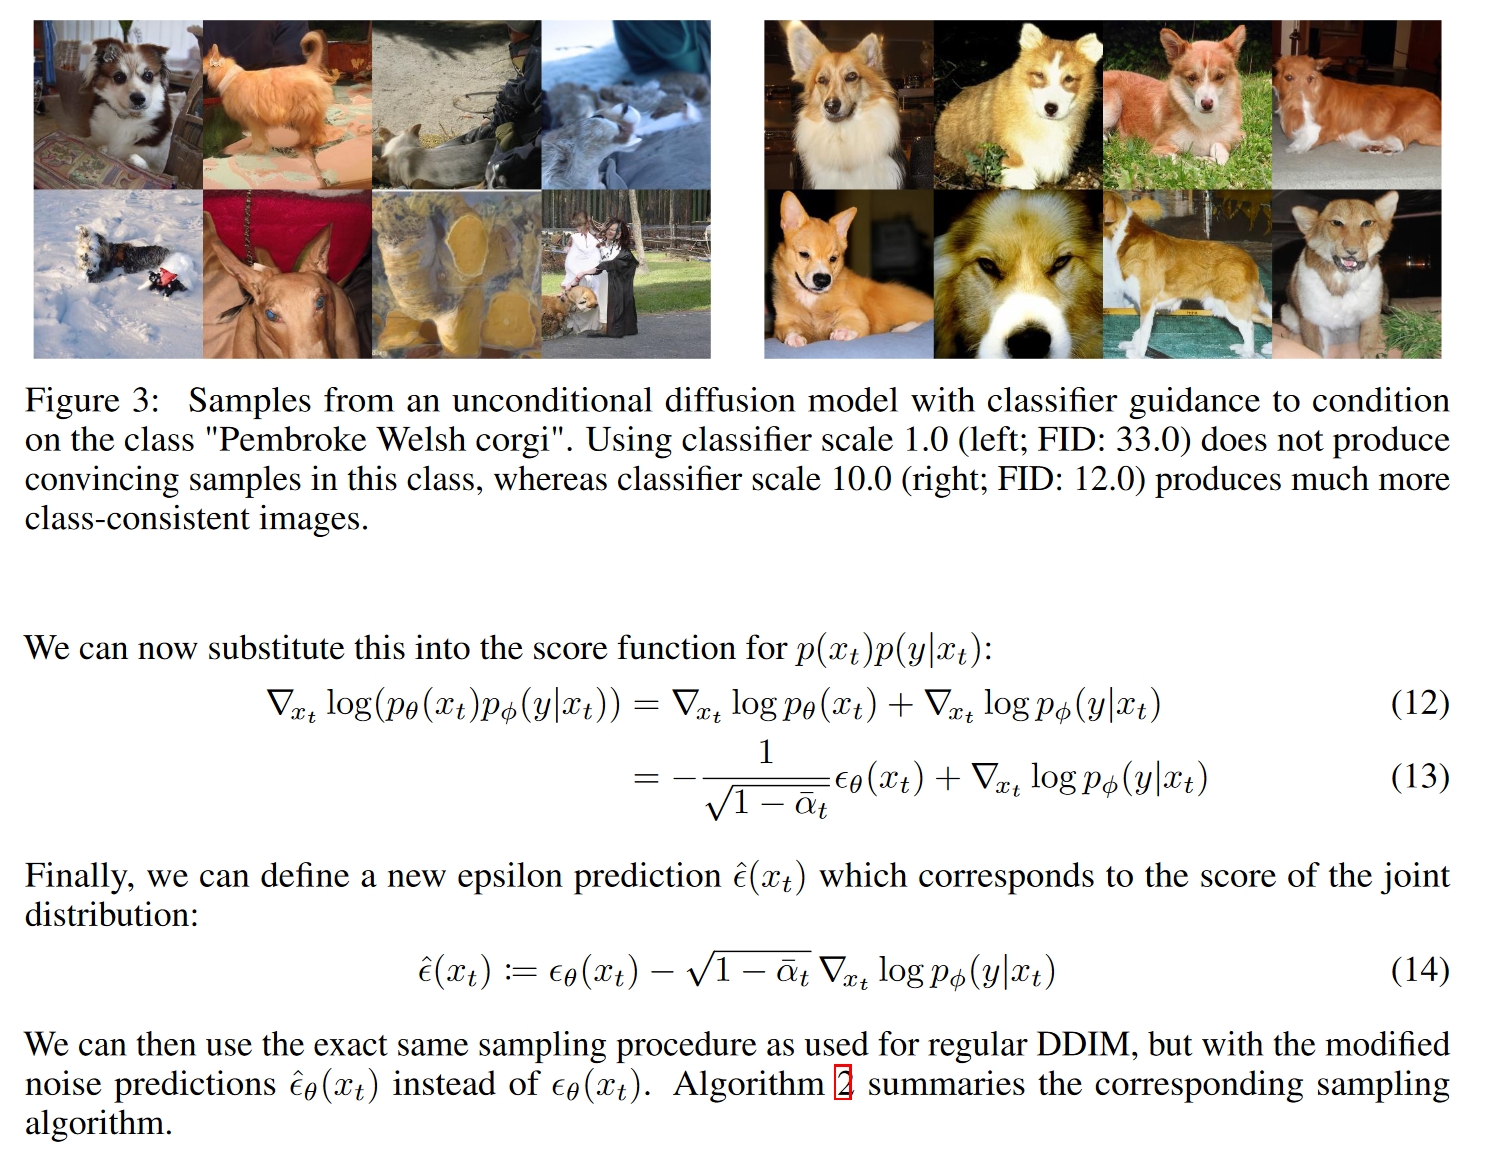 Figure 3: Samples from an unconditional diffusion model with classifier guidance to condition
on the class "Pembroke Welsh corgi". Using classifier scale 1.0 (left; FID: 33.0) does not produce
convincing samples in this class, whereas classifier scale 10.0 (right; FID: 12.0) produces much more
class-consistent images.
We can now substitute this into the score function for $p(x_t)p(y|x_t)$:
$\nabla_{x_t} \log(p_\theta(x_t)p_\phi(y|x_t)) = \nabla_{x_t} \log p_\theta(x_t) + \nabla_{x_t} \log p_\phi(y|x_t)$ (12)
$= -\frac{1}{\sqrt{1 - \bar{\alpha}_t}} \epsilon_\theta(x_t) + \nabla_{x_t} \log p_\phi(y|x_t)$ (13)
Finally, we can define a new epsilon prediction $\hat{\epsilon}(x_t)$ which corresponds to the score of the joint
distribution:
$\hat{\epsilon}(x_t) := \epsilon_\theta(x_t) - \sqrt{1 - \bar{\alpha}_t} \nabla_{x_t} \log p_\phi(y|x_t)$ (14)
We can then use the exact same sampling procedure as used for regular DDIM, but with the modified
noise predictions $\hat{\epsilon}_\theta(x_t)$ instead of $\epsilon_\theta(x_t)$. Algorithm 2 summaries the corresponding sampling
algorithm.